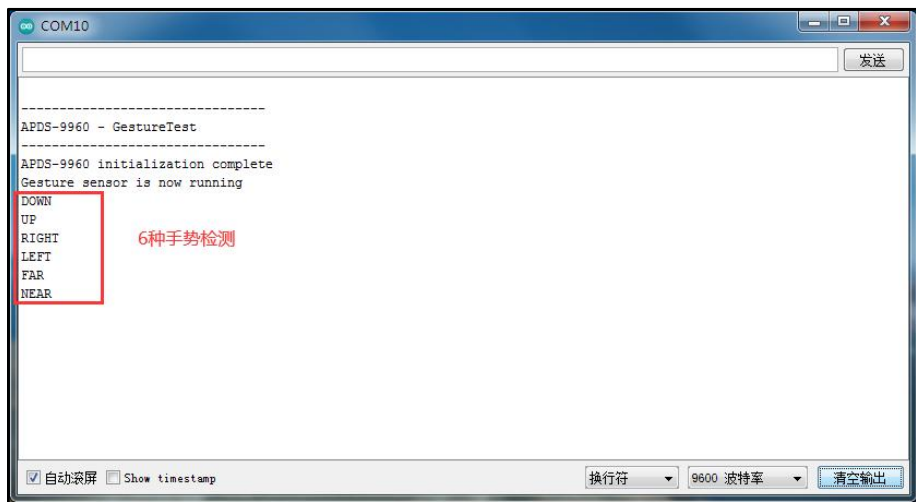 COM10
发送
--------------------------------
APDS-9960 - GestureTest
--------------------------------
APDS-9960 initialization complete
Gesture sensor is now running
DOWN
UP
RIGHT
6种手势检测
LEFT
FAR
NEAR
自动滚屏 Show timestamp 换行符 9600 波特率 清空输出